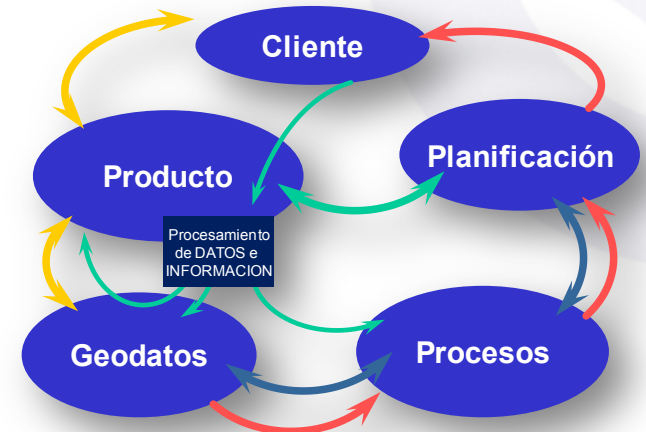 Cliente
Planificación
Producto
Procesamiento
de DATOS e
INFORMACION
Geodatos
Procesos